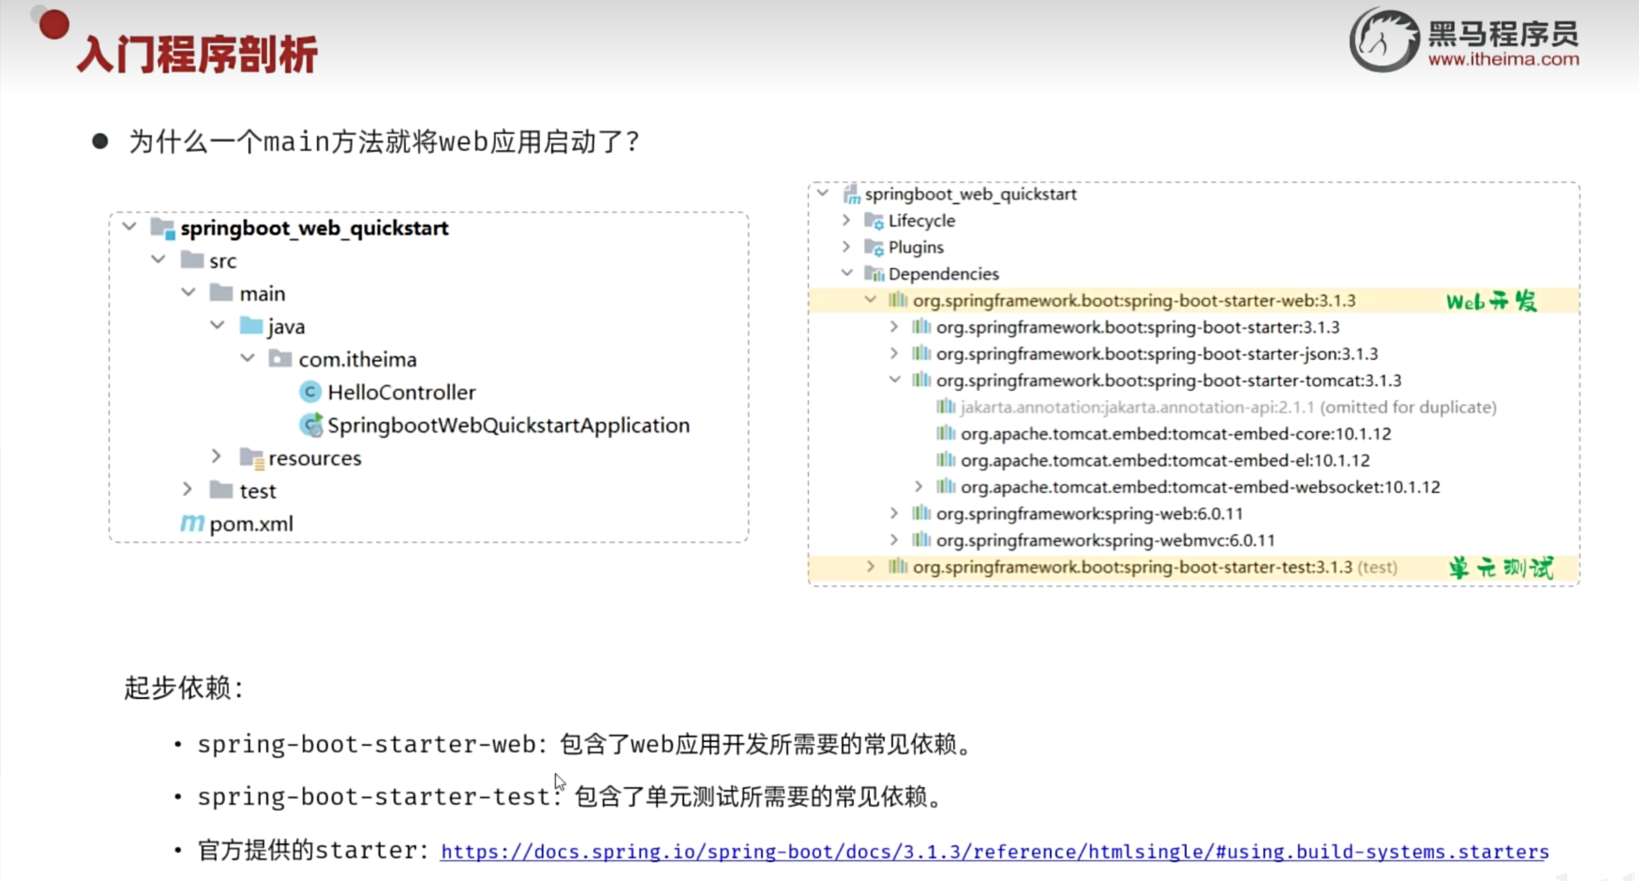 入门程序剖析
黑马程序员
www.itheima.com
为什么一个main方法就将web应用启动了？
springboot_web_quickstart
src
main
java
com.itheima
HelloController
SpringbootWebQuickstartApplication
resources
test
pom.xml
springboot_web_quickstart
Lifecycle
Plugins
Dependencies
org.springframework.boot:spring-boot-starter-web:3.1.3 Web开发
org.springframework.boot:spring-boot-starter:3.1.3
org.springframework.boot:spring-boot-starter-json:3.1.3
org.springframework.boot:spring-boot-starter-tomcat:3.1.3
jakarta.annotation:jakarta.annotation-api:2.1.1 (omitted for duplicate)
org.apache.tomcat.embed:tomcat-embed-core:10.1.12
org.apache.tomcat.embed:tomcat-embed-el:10.1.12
org.apache.tomcat.embed:tomcat-embed-websocket:10.1.12
org.springframework:spring-web:6.0.11
org.springframework:spring-webmvc:6.0.11
org.springframework.boot:spring-boot-starter-test:3.1.3 (test) 单元测试
起步依赖：
• spring-boot-starter-web：包含了web应用开发所需要的常见依赖。
• spring-boot-starter-test：包含了单元测试所需要的常见依赖。
• 官方提供的starter：https://docs.spring.io/spring-boot/docs/3.1.3/reference/htmlsingle/#using.build-systems.starters